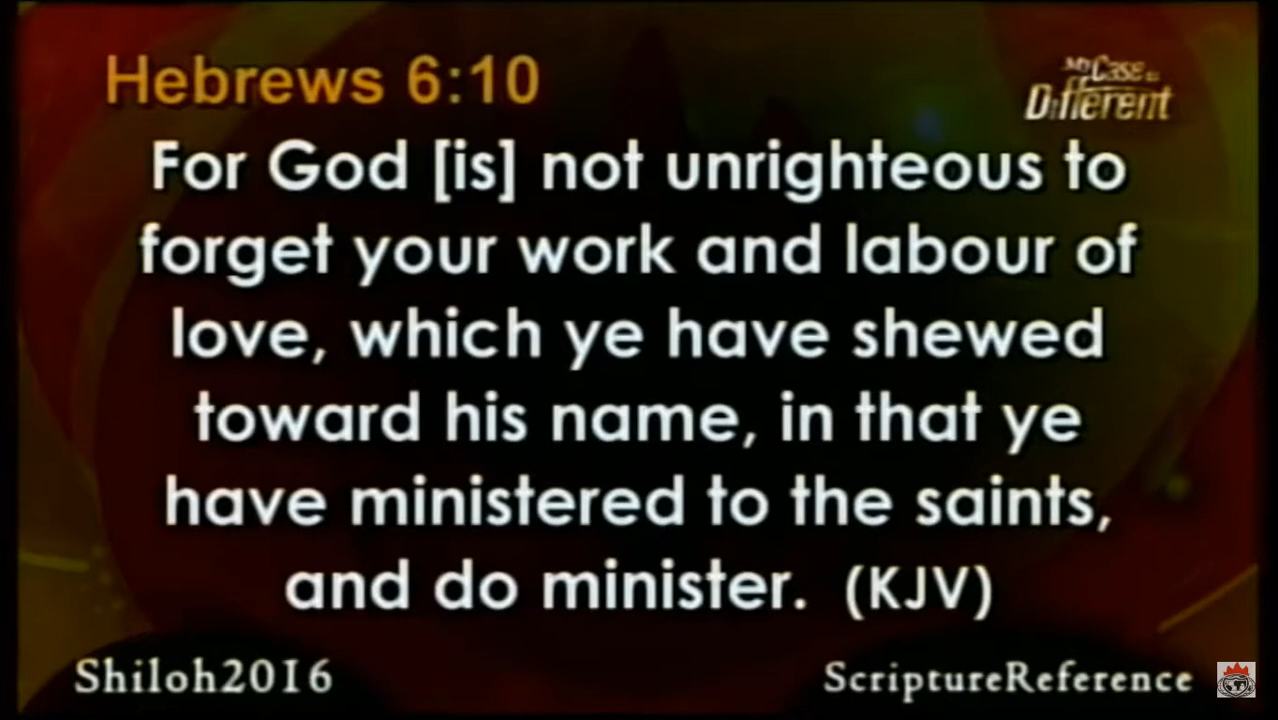 Hebrews 6:10
My Case is
Different
For God [is] not unrighteous to
forget your work and labour of
love, which ye have shewed
toward his name, in that ye
have ministered to the saints,
and do minister. (KJV)
Shiloh2016
ScriptureReference